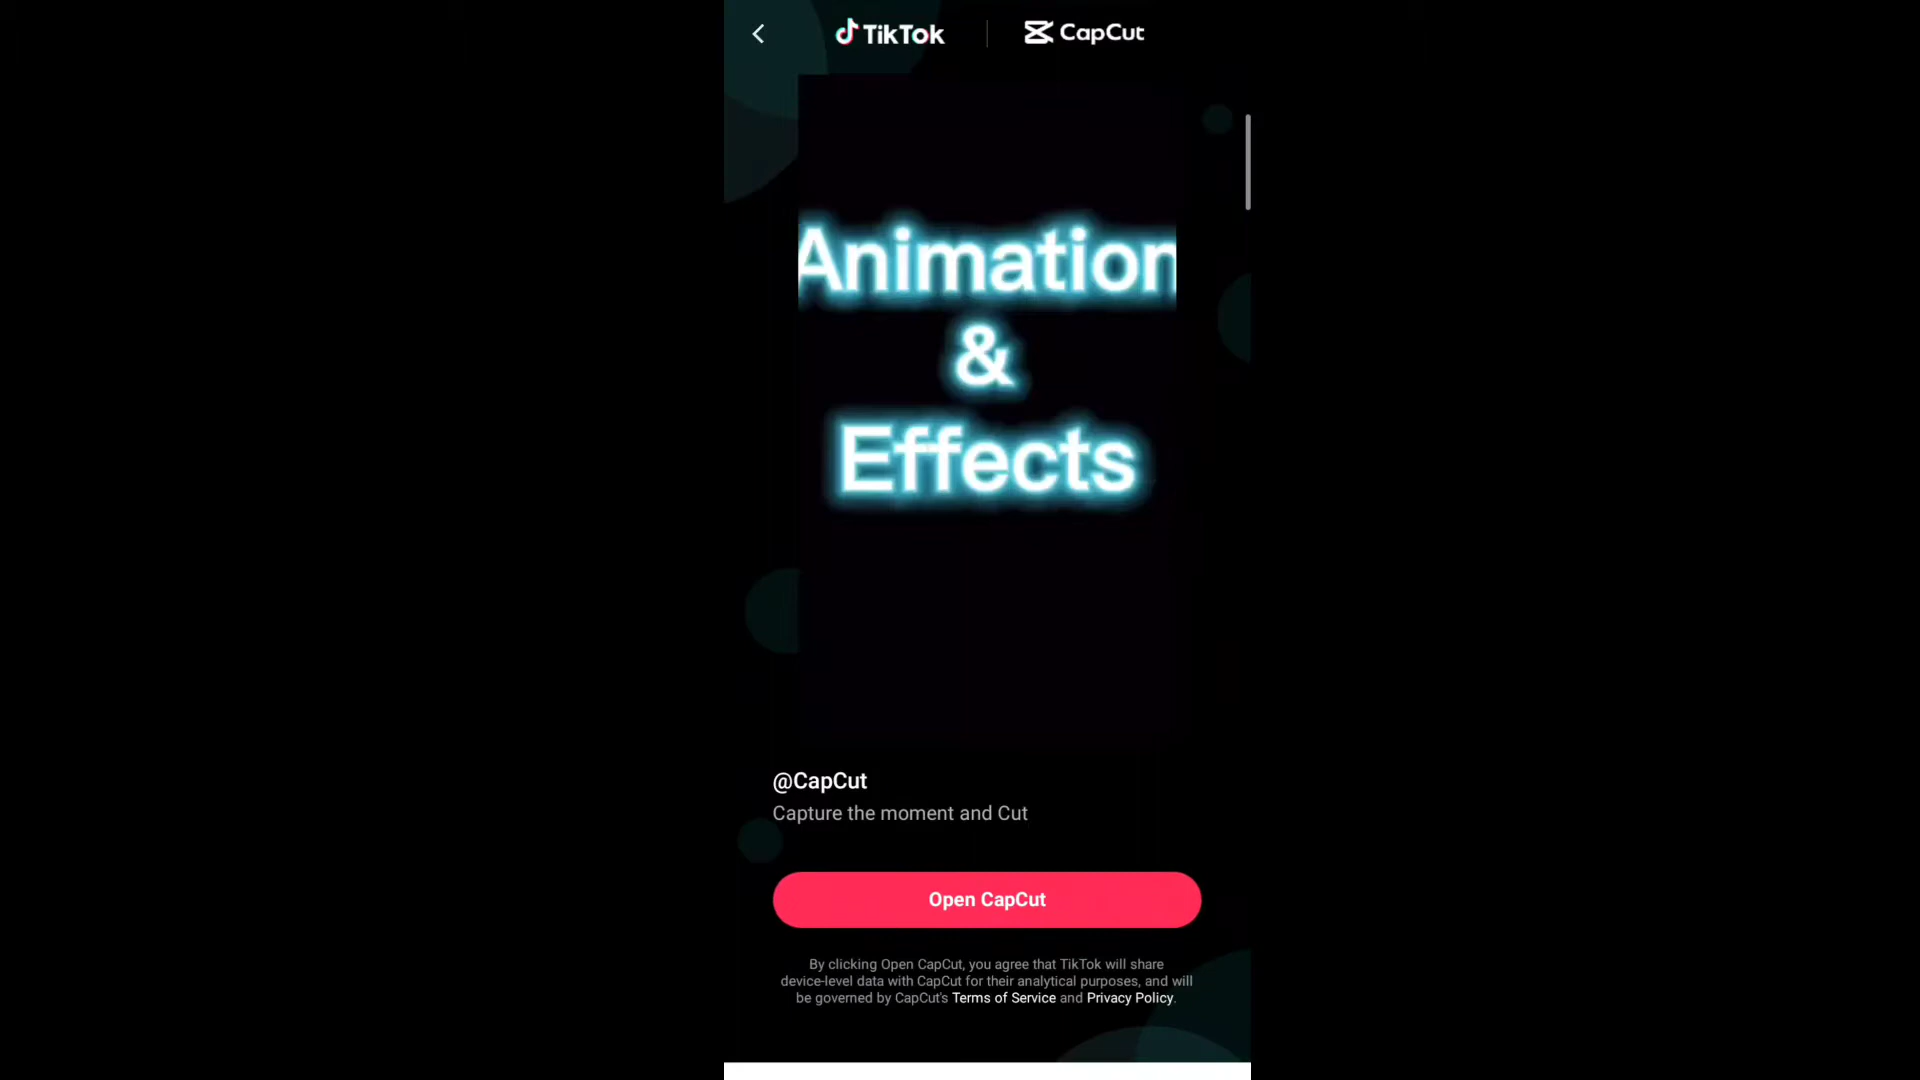 TikTok | CapCut
Animation
&
Effects
@CapCut
Capture the moment and Cut
Open CapCut
By clicking Open CapCut, you agree that TikTok will share
device-level data with CapCut for their analytical purposes, and will
be governed by CapCut's Terms of Service and Privacy Policy.